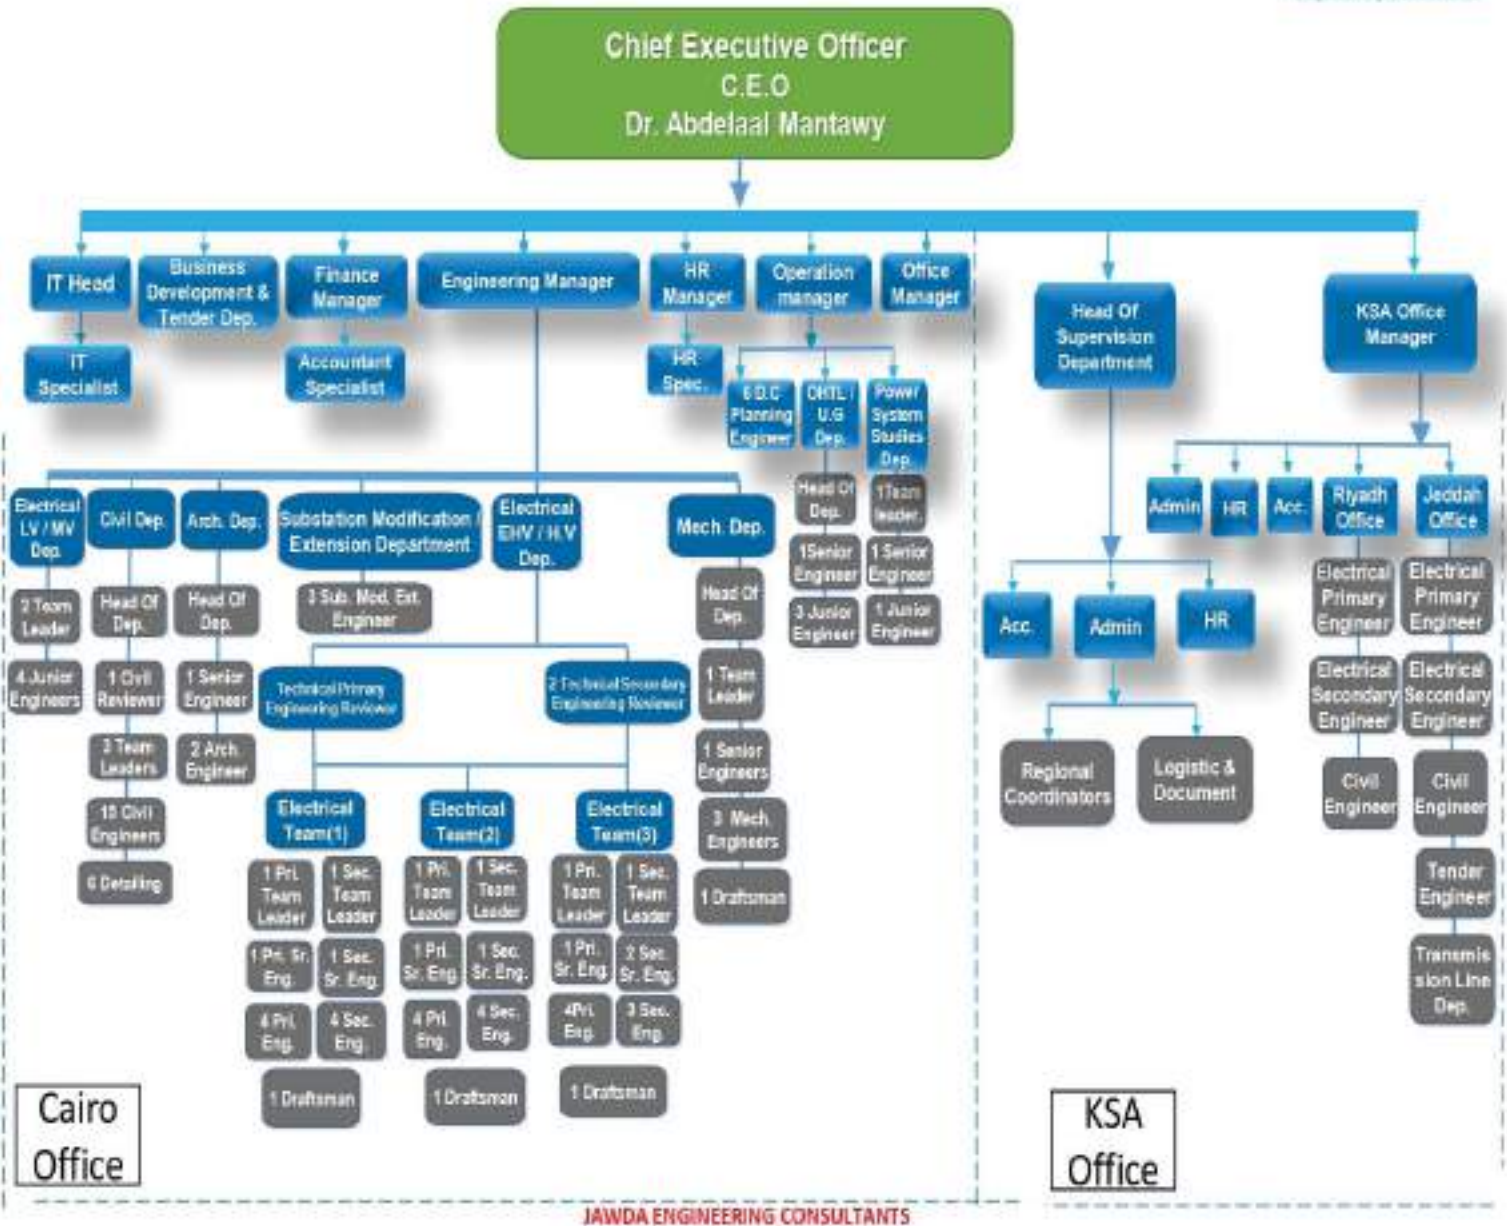 Chief Executive Officer
C.E.O
Dr. Abdelaal Mantawy
IT Head
Business
Development &
Tender Dep.
Finance
Manager
Engineering Manager
HR
Manager
Operation
manager
Office
Manager
Head Of
Supervision
Department
KSA Office
Manager
IT
Specialist
Accountant
Specialist
HR
Spec.
6 D.C
Planning
Engineer
OHTL /
U.G
Dep.
Power
System
Studies
Dep.
Head Of
Dep.
1Team
leader.
1Senior
Engineer
1 Senior
Engineer
3 Junior
Engineer
1 Junior
Engineer
Electrical
LV / MV
Dep.
Civil Dep.
Arch. Dep.
Substation Modification /
Extension Department
Electrical
EHV / H.V
Dep.
Mech. Dep.
2 Team
Leader
4 Junior
Engineers
Head Of
Dep.
1 Civil
Reviewer
3 Team
Leaders
10 Civil
Engineers
6 Detailing
Head Of
Dep.
1 Senior
Engineer
2 Arch.
Engineer
3 Sub. Mod. Ext.
Engineer
Technical Primary
Engineering Reviewer
2 Technical Secondary
Engineering Reviewer
Head Of
Dep.
1 Team
Leader
1 Senior
Engineers
3 Mech.
Engineers
1 Draftsman
Electrical
Team(1)
Electrical
Team(2)
Electrical
Team(3)
1 Pri.
Team
Leader
1 Sec.
Team
Leader
1 Pri.
Team
Leader
1 Sec.
Team
Leader
1 Pri.
Team
Leader
1 Sec.
Team
Leader
1 Pri. Sr.
Eng.
1 Sec.
Sr. Eng.
1 Pri.
Sr. Eng.
1 Sec.
Sr. Eng.
1 Pri.
Sr. Eng.
2 Sec.
Sr. Eng.
4 Pri.
Eng.
4 Sec.
Eng.
4 Pri.
Eng.
4 Sec.
Eng.
4Pri.
Eng.
3 Sec.
Eng.
1 Draftsman
1 Draftsman
1 Draftsman
Acc.
Admin
HR
Regional
Coordinators
Logistic &
Document
Admin
HR
Acc.
Riyadh
Office
Jeddah
Office
Electrical
Primary
Engineer
Electrical
Secondary
Engineer
Civil
Engineer
Electrical
Primary
Engineer
Electrical
Secondary
Engineer
Civil
Engineer
Tender
Engineer
Transmis
sion Line
Dep.
Cairo
Office
KSA
Office
JAWDA ENGINEERING CONSULTANTS